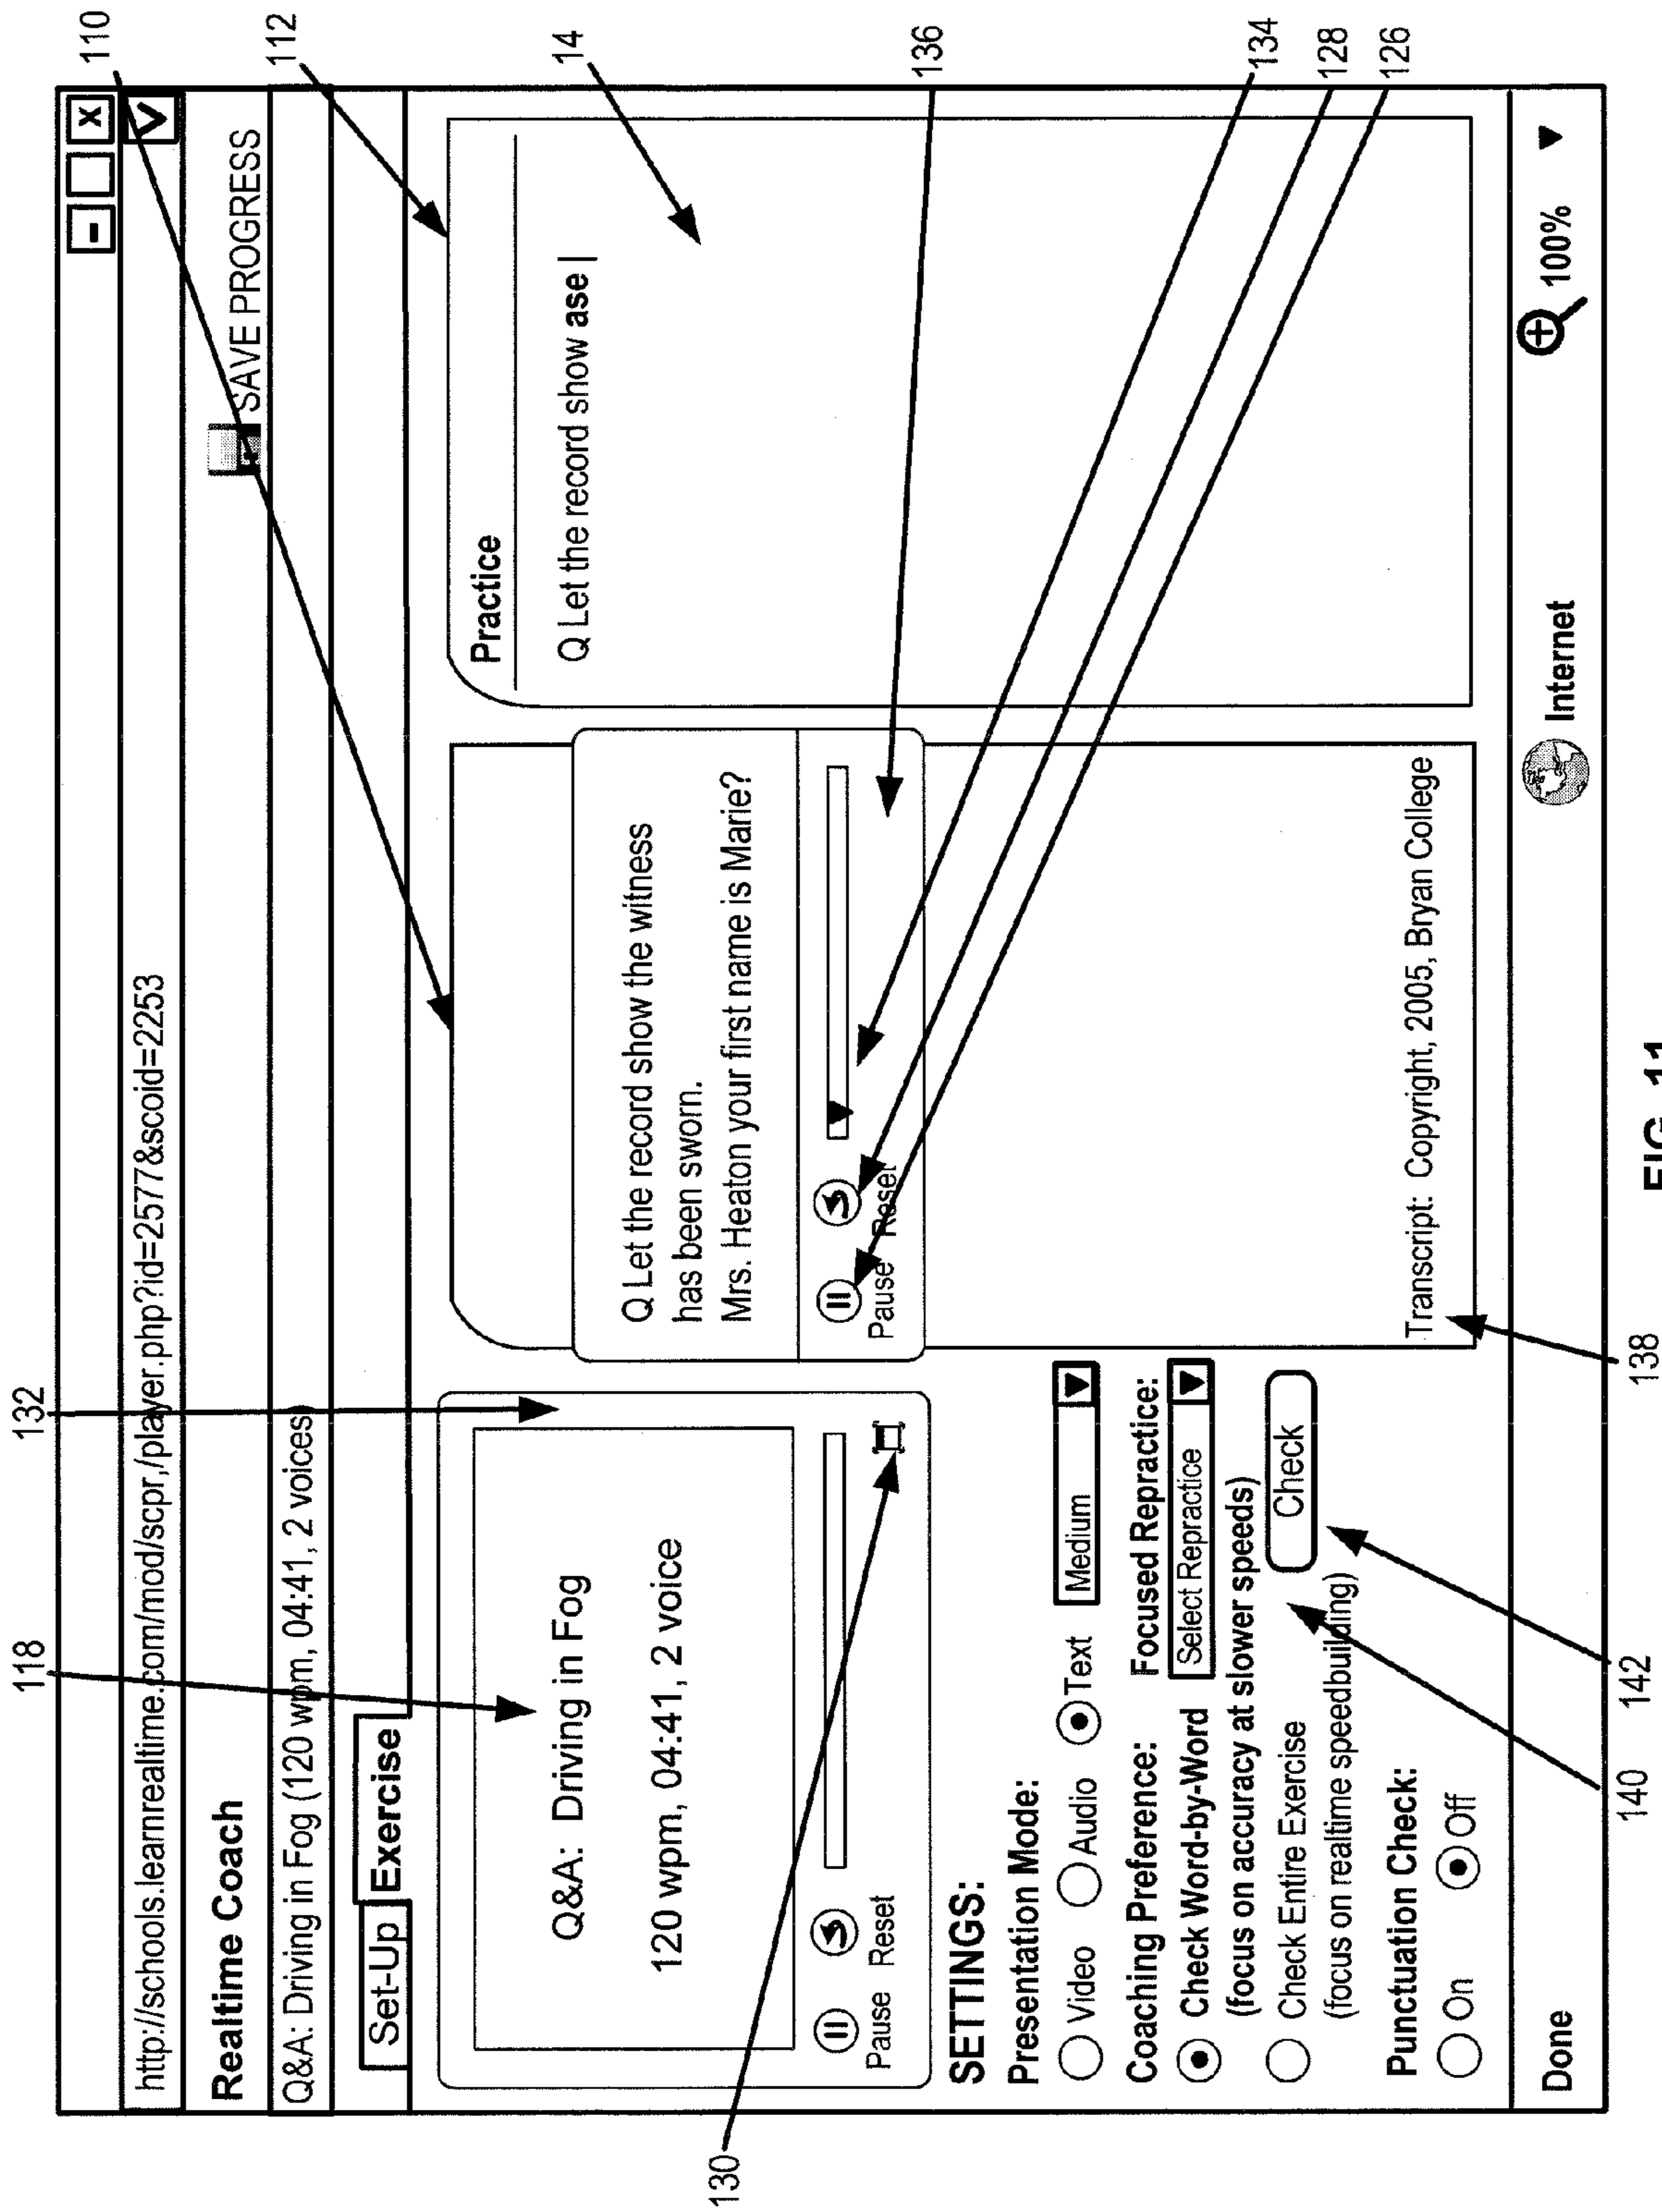 110
112
14
136
134
128
126
132
118
130
138
142
140
- X
http://schools.learnrealtime.com/mod/scpr,/player.php?id=2577&scoid=2253
Realtime Coach
SAVE PROGRESS
Q&A: Driving in Fog (120 wpm, 04:41, 2 voices)
Set-Up Exercise
Q&A: Driving in Fog
120 wpm, 04:41, 2 voice
Pause Reset
SETTINGS:
Presentation Mode:
Video Audio Text Medium
Coaching Preference: Focused Repractice:
Check Word-by-Word Select Repractice
(focus on accuracy at slower speeds)
Check Entire Exercise Check
(focus on realtime speedbuilding)
Punctuation Check:
On Off
Q Let the record show the witness
has been sworn.
Mrs. Heaton your first name is Marie?
Pause Reset
Transcript: Copyright, 2005, Bryan College
Practice
Q Let the record show ase
Done Internet 100%
FIG. 11